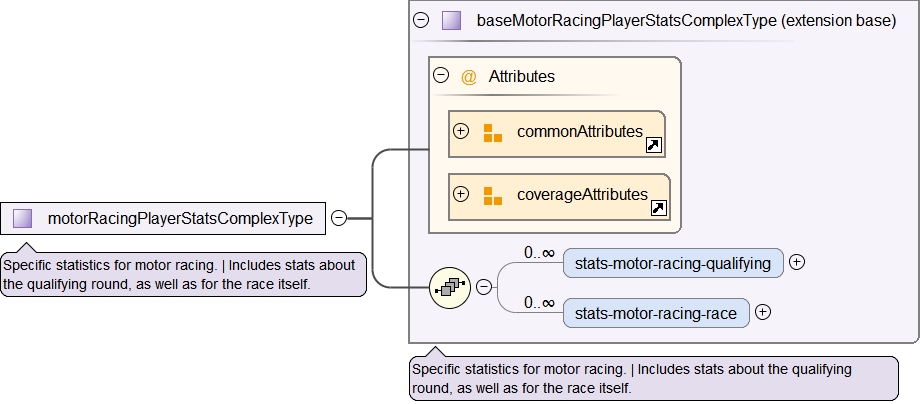 baseMotorRacingPlayerStatsComplexType (extension base)
@ Attributes
commonAttributes
coverageAttributes
motorRacingPlayerStatsComplexType
Specific statistics for motor racing. | Includes stats about
the qualifying round, as well as for the race itself.
0..∞
stats-motor-racing-qualifying
0..∞
stats-motor-racing-race
Specific statistics for motor racing. | Includes stats about the qualifying
round, as well as for the race itself.